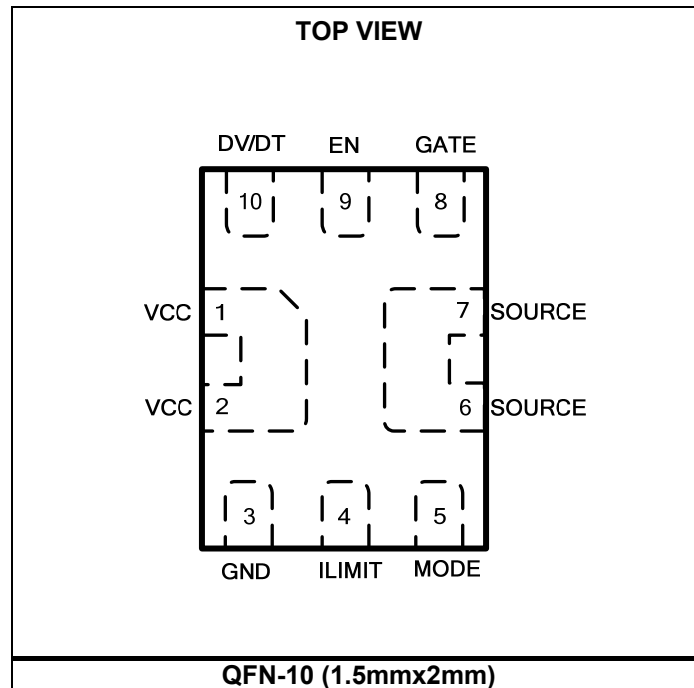 TOP VIEW
DV/DT EN GATE
10 9 8
VCC 1 7 SOURCE
VCC 2 6 SOURCE
3 4 5
GND ILIMIT MODE
QFN-10 (1.5mmx2mm)